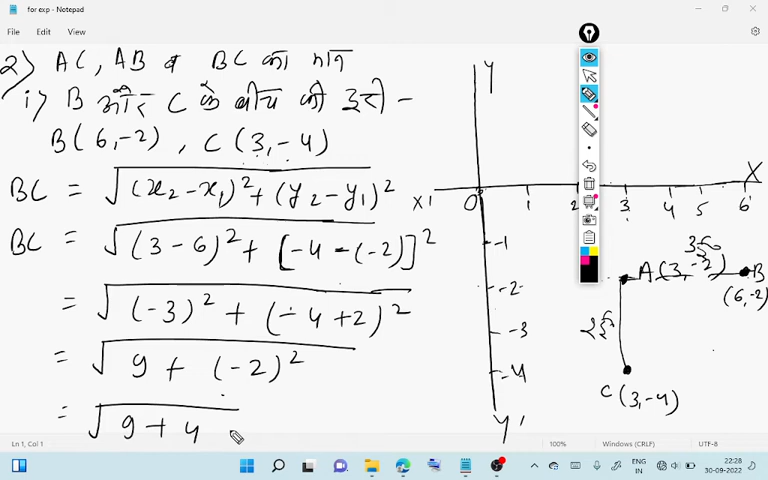 for exp - Notepad
File Edit View
2) AC, AB व BC का मान
i) B और C के बीच की दूरी -
B(6,-2), C(3,-4)
BC = √(x2-x1)²+(y2-y1)²
BC = √(3-6)²+[-4-(-2)]²
= √(-3)²+(-4+2)²
= √9+(-2)²
= √9+4
Y
X' 0 1 2 3 4 5 6 X
-1
-2
-3
-4
Y'
3इ
A(3,-2) B
(6,-2)
2इ
C(3,-4)
Ln 1, Col 1 100% Windows (CRLF) UTF-8
ENG
IN
22:28
30-09-2022